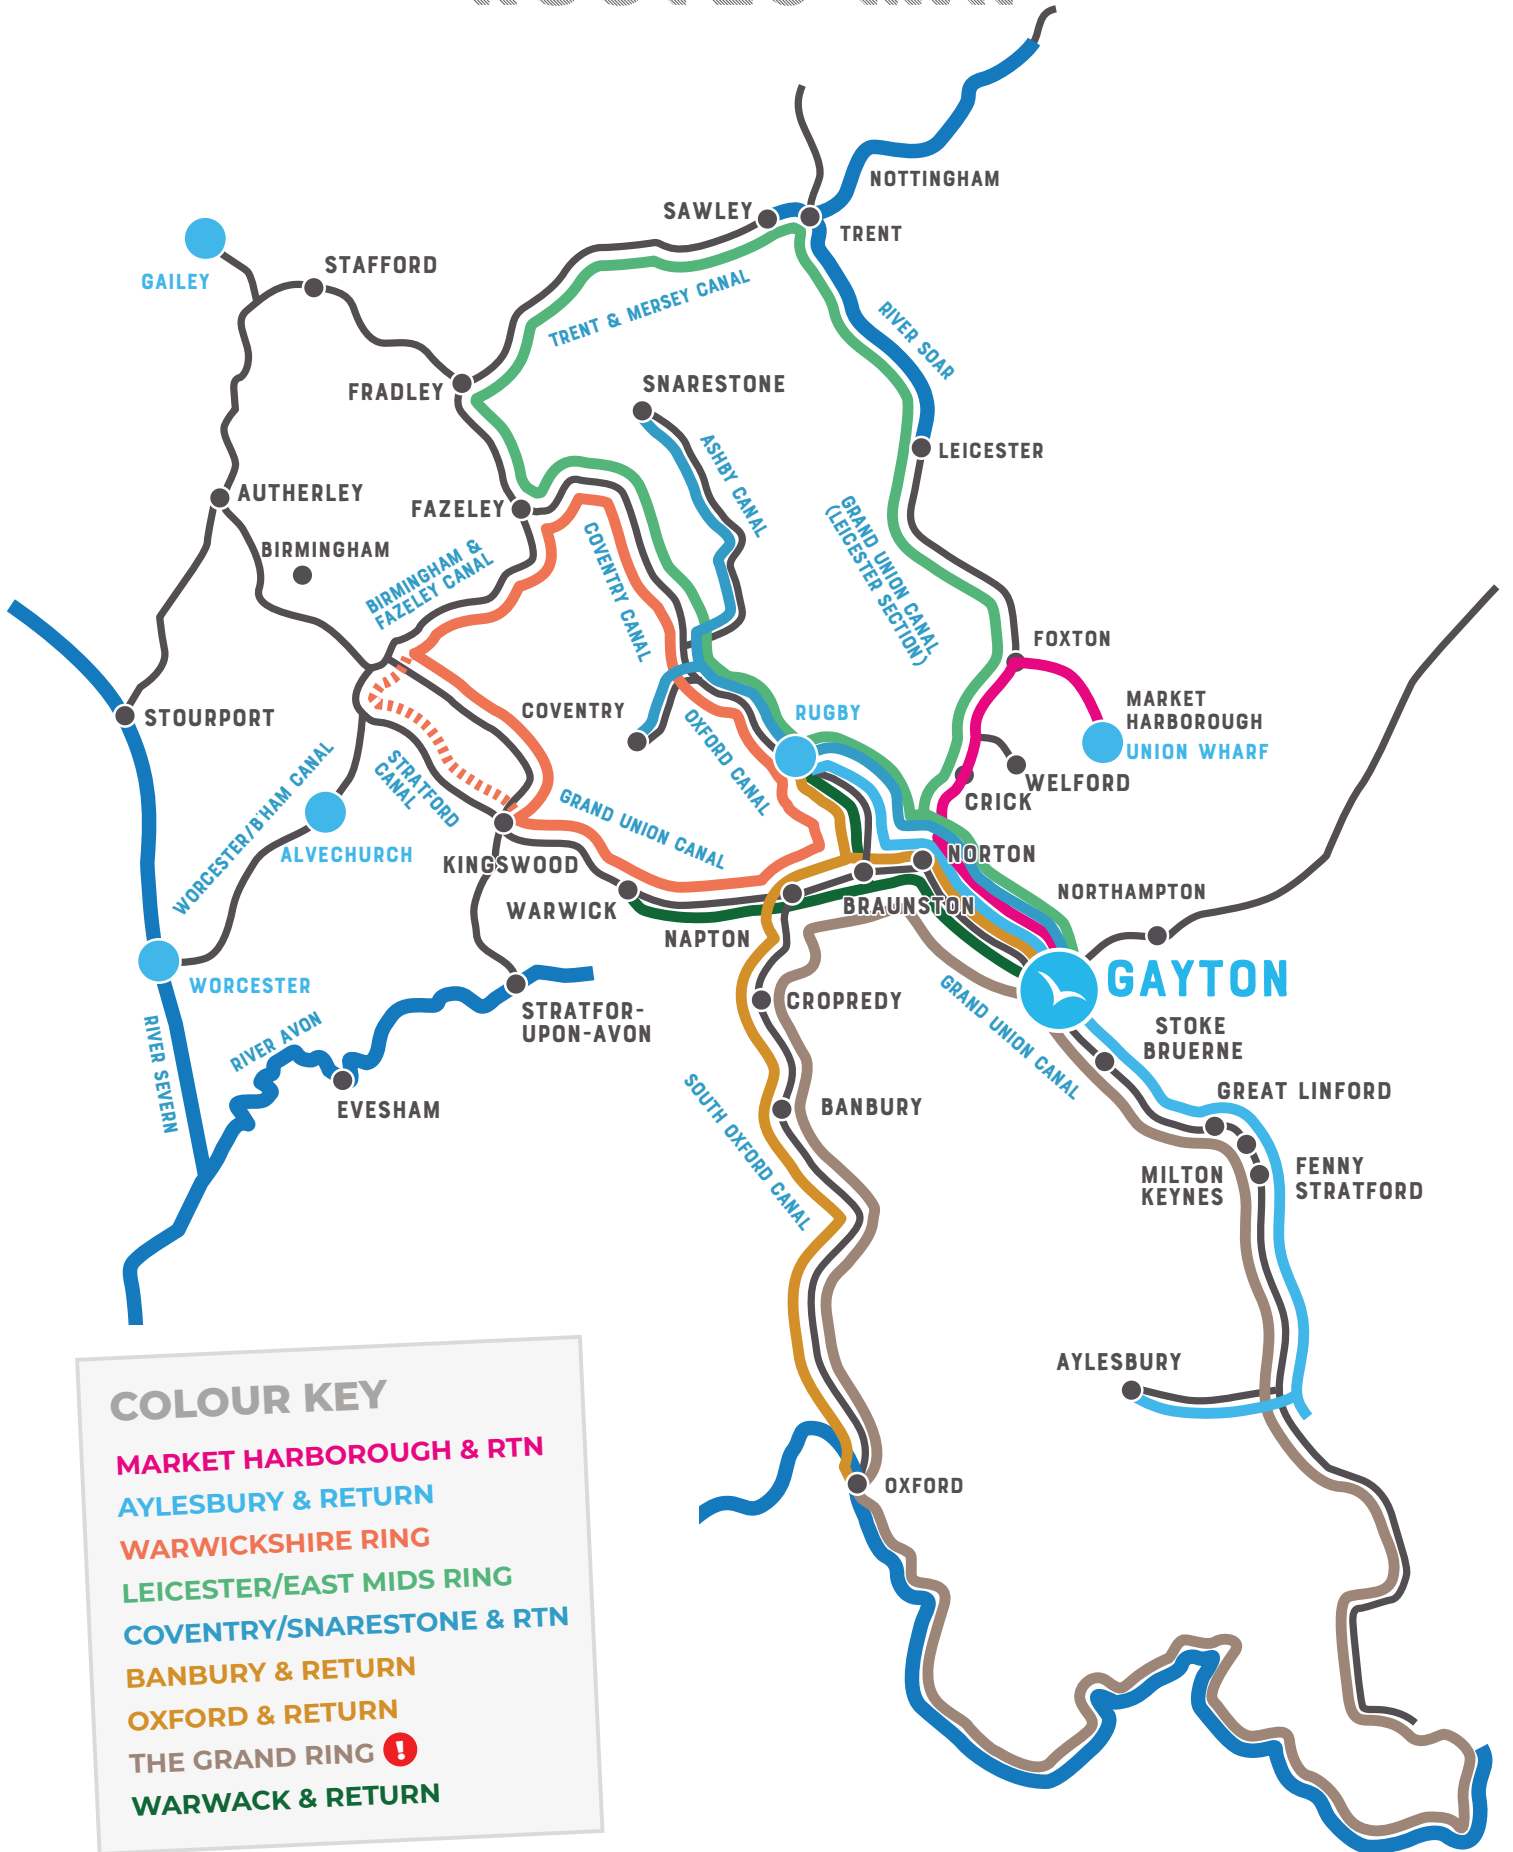 NOTTINGHAM
SAWLEY
TRENT
STAFFORD
GAILEY
TRENT & MERSEY CANAL
RIVER SOAR
FRADLEY
SNARESTONE
ASHBY CANAL
LEICESTER
AUTHERLEY
FAZELEY
BIRMINGHAM
BIRMINGHAM &
FAZELEY CANAL
COVENTRY CANAL
GRAND UNION CANAL
(LEICESTER SECTION)
FOXTON
MARKET
HARBOROUGH
UNION WHARF
STOURPORT
COVENTRY
OXFORD CANAL
RUGBY
WELFORD
CRICK
STRATFORD
CANAL
WORCESTER/B'HAM CANAL
GRAND UNION CANAL
ALVECHURCH
KINGSWOOD
NORTON
NORTHAMPTON
WARWICK
BRAUNSTON
NAPTON
GAYTON
WORCESTER
CROPREDY
GRAND UNION CANAL
STRATFOR-
UPON-AVON
STOKE
BRUERNE
RIVER SEVERN
RIVER AVON
GREAT LINFORD
EVESHAM
BANBURY
SOUTH OXFORD CANAL
MILTON
KEYNES
FENNY
STRATFORD
AYLESBURY
OXFORD
COLOUR KEY
MARKET HARBOROUGH & RTN
AYLESBURY & RETURN
WARWICKSHIRE RING
LEICESTER/EAST MIDS RING
COVENTRY/SNARESTONE & RTN
BANBURY & RETURN
OXFORD & RETURN
THE GRAND RING !
WARWACK & RETURN